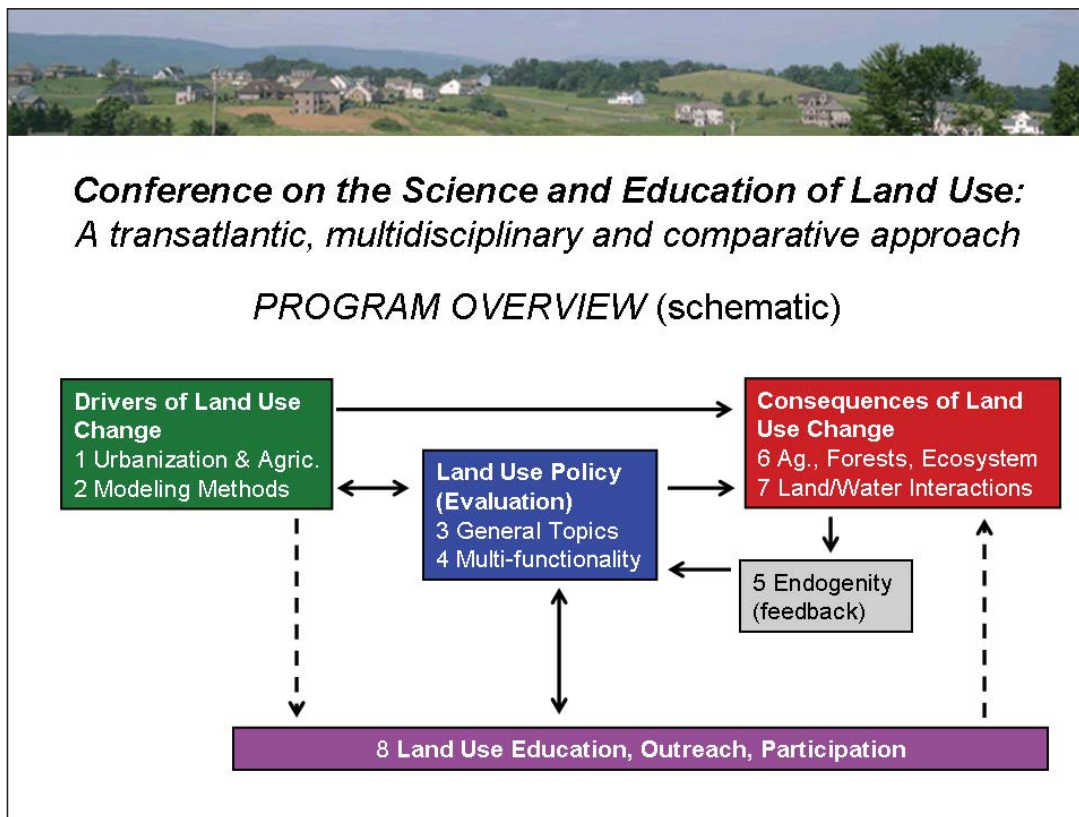 Conference on the Science and Education of Land Use:
A transatlantic, multidisciplinary and comparative approach
PROGRAM OVERVIEW (schematic)
Drivers of Land Use
Change
1 Urbanization & Agric.
2 Modeling Methods
Land Use Policy
(Evaluation)
3 General Topics
4 Multi-functionality
Consequences of Land
Use Change
6 Ag., Forests, Ecosystem
7 Land/Water Interactions
5 Endogenity
(feedback)
8 Land Use Education, Outreach, Participation